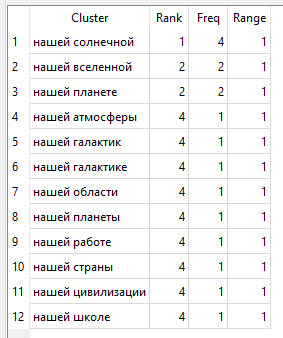 Cluster Rank Freq Range
1 нашей солнечной 1 4 1
2 нашей вселенной 2 2 1
3 нашей планете 2 2 1
4 нашей атмосферы 4 1 1
5 нашей галактик 4 1 1
6 нашей галактике 4 1 1
7 нашей области 4 1 1
8 нашей планеты 4 1 1
9 нашей работе 4 1 1
10 нашей страны 4 1 1
11 нашей цивилизации 4 1 1
12 нашей школе 4 1 1